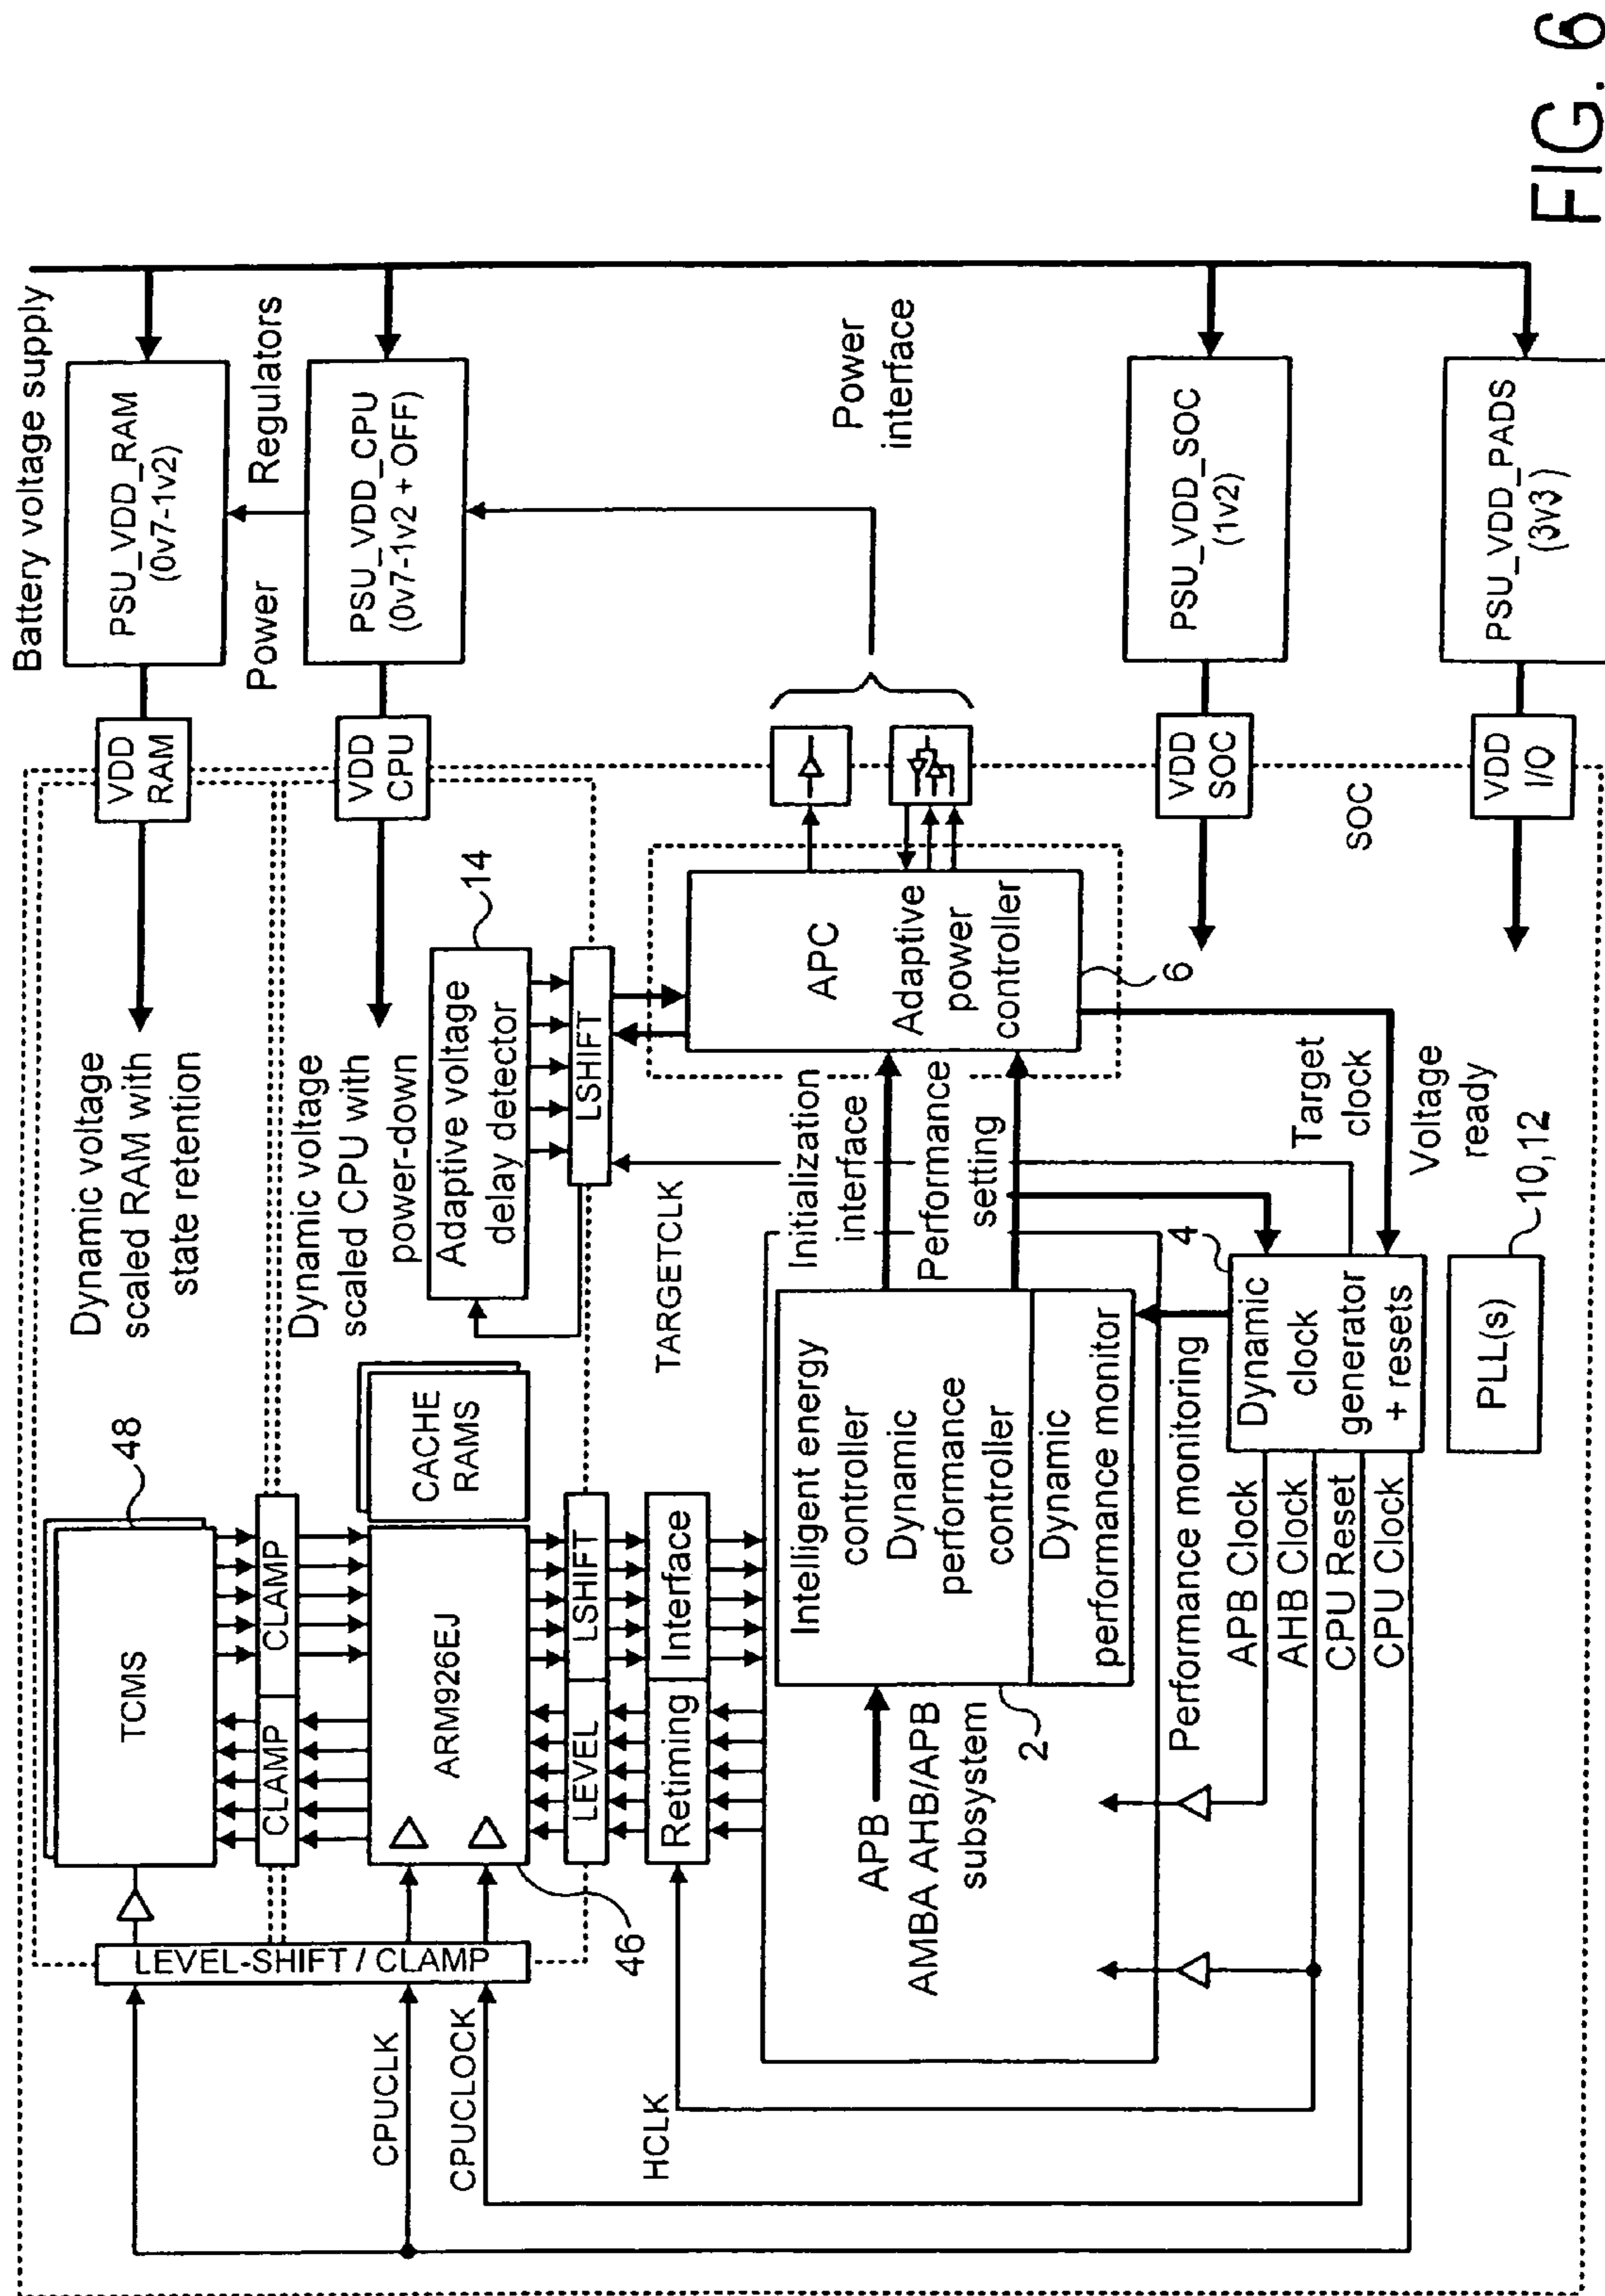 Battery voltage supply
PSU_VDD_RAM
(0v7-1v2)
Power
Regulators
PSU_VDD_CPU
(0v7-1v2 + OFF)
Power
interface
PSU_VDD_SOC
(1v2)
PSU_VDD_PADS
(3v3)
VDD
RAM
VDD
CPU
VDD
SOC
VDD
I/O
SOC
Dynamic voltage
scaled RAM with
state retention
Dynamic voltage
scaled CPU with
power-down
14
Adaptive voltage
delay detector
LSHIFT
APC
Adaptive
power
controller
6
TARGETCLK
Initialization
interface
Performance
setting
Target
clock
Voltage
ready
48
TCMS
CLAMP
CLAMP
CACHE
RAMS
ARM926EJ
46
LEVEL
LSHIFT
Retiming
Interface
LEVEL-SHIFT / CLAMP
CPUCLK
CPUCLOCK
HCLK
Intelligent energy
controller
Dynamic
performance
controller
Dynamic
performance monitor
APB
AMBA AHB/APB
subsystem
2
Performance monitoring
4
Dynamic
clock
generator
+ resets
APB Clock
AHB Clock
CPU Reset
CPU Clock
PLL(s)
10,12
FIG. 6